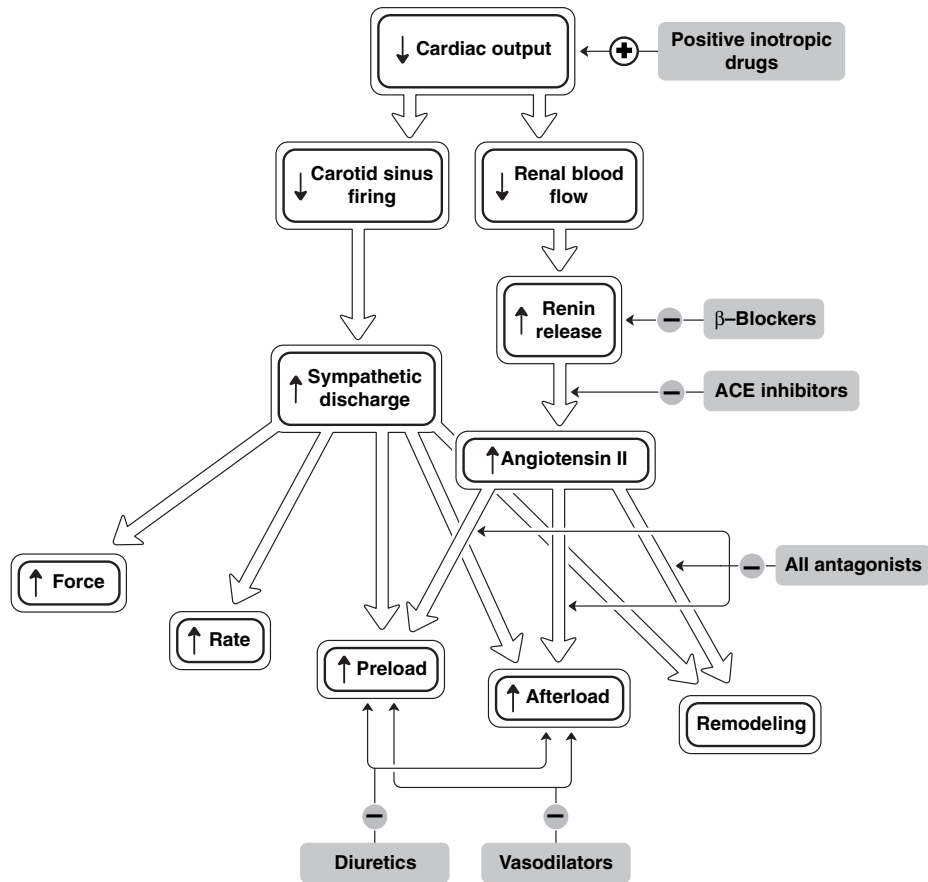 ↓ Cardiac output
Positive inotropic
drugs
↓ Carotid sinus
firing
↓ Renal blood
flow
↑ Renin
release
β–Blockers
↑ Sympathetic
discharge
ACE inhibitors
↑ Angiotensin II
↑ Force
All antagonists
↑ Rate
↑ Preload
↑ Afterload
Remodeling
Diuretics
Vasodilators